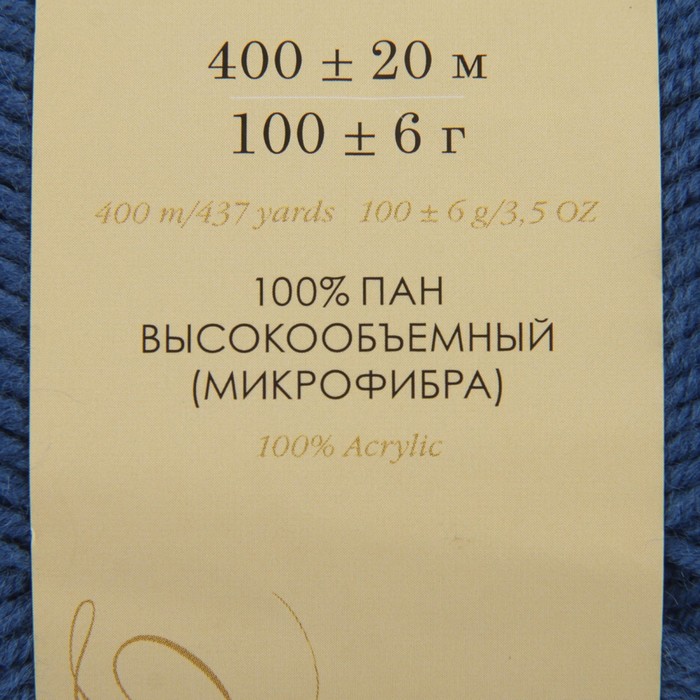 400 ± 20 м
100 ± 6 г
400 m/437 yards 100 ± 6 g/3,5 OZ
100% ПАН
ВЫСОКООБЪЕМНЫЙ
(МИКРОФИБРА)
100% Acrylic